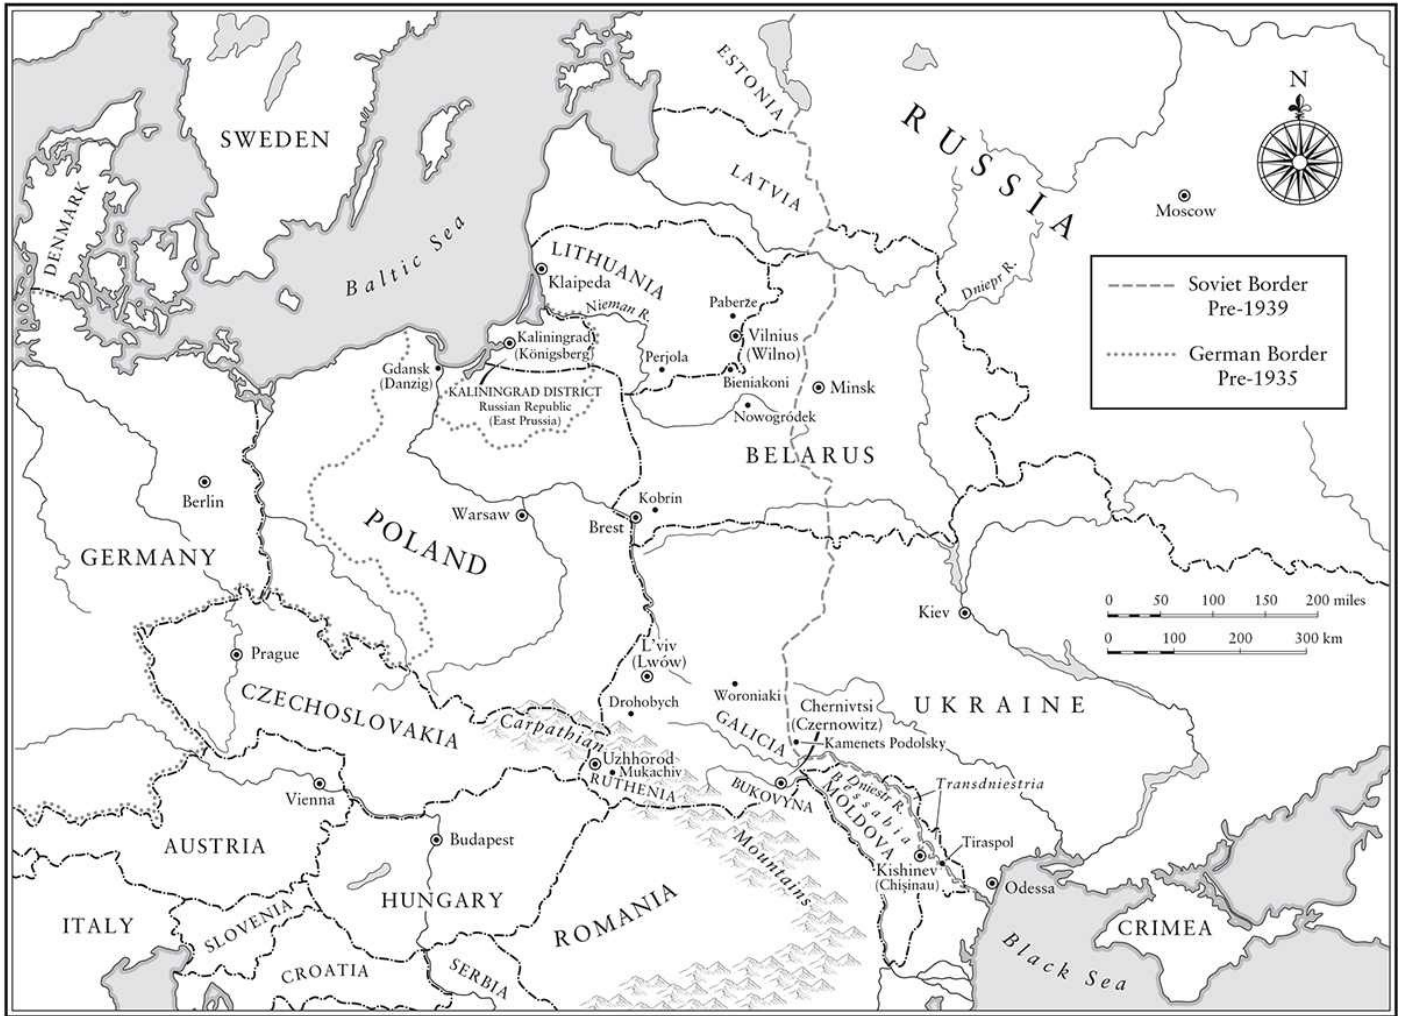 ESTONIA
RUSSIA
N
SWEDEN
LATVIA
Moscow
DENMARK
Baltic Sea
LITHUANIA
Klaipeda
Dniepr R.
Soviet Border
Pre-1939
German Border
Pre-1935
Nieman R.
Paberže
Vilnius
(Wilno)
Kaliningrad
(Königsberg)
Perjola
Gdansk
(Danzig)
Bieniakoni
Minsk
KALININGRAD DISTRICT
Russian Republic
(East Prussia)
Nowogródek
BELARUS
Berlin
Kobrin
Warsaw
Brest
POLAND
GERMANY
0 50 100 150 200 miles
0 100 200 300 km
Kiev
Prague
L'viv
(Lwów)
CZECHOSLOVAKIA
Drohobych
Woroniaki
UKRAINE
Chernivtsi
(Czernowitz)
GALICIA
Carpathian
Kamenets Podolsky
Uzhhorod
Mukachiv
RUTHENIA
BUKOVYNA
Dniestr R.
Bessabia
MOLDOVA
Transdniestria
Vienna
Mountains
AUSTRIA
Budapest
Tiraspol
Kishinev
(Chişinau)
Odessa
HUNGARY
ROMANIA
ITALY
SLOVENIA
CROATIA
SERBIA
CRIMEA
Black Sea